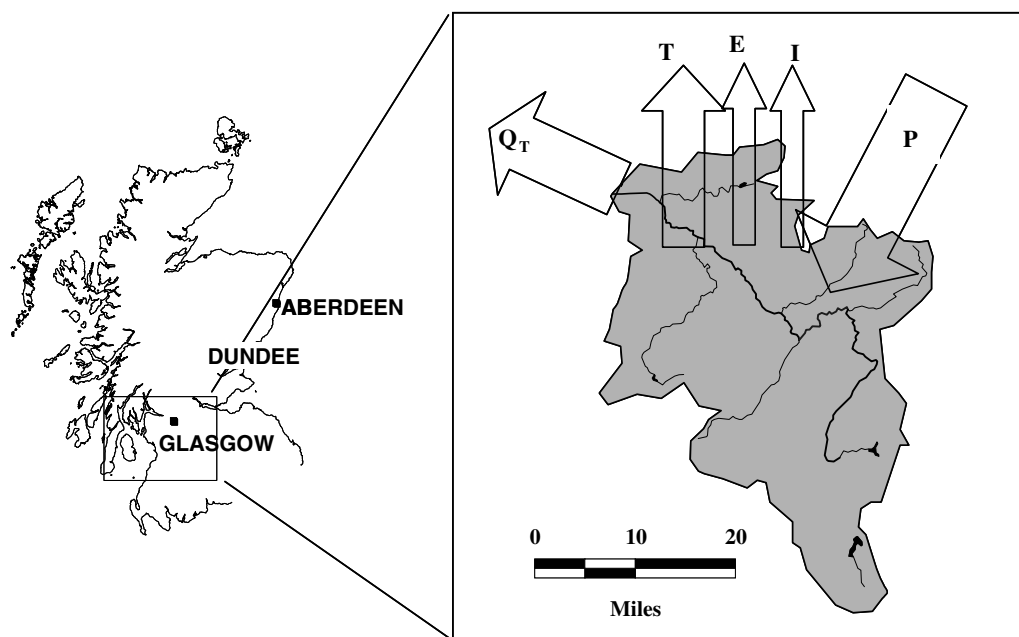 T E I
Q_T
P
ABERDEEN
DUNDEE
GLASGOW
0 10 20
Miles